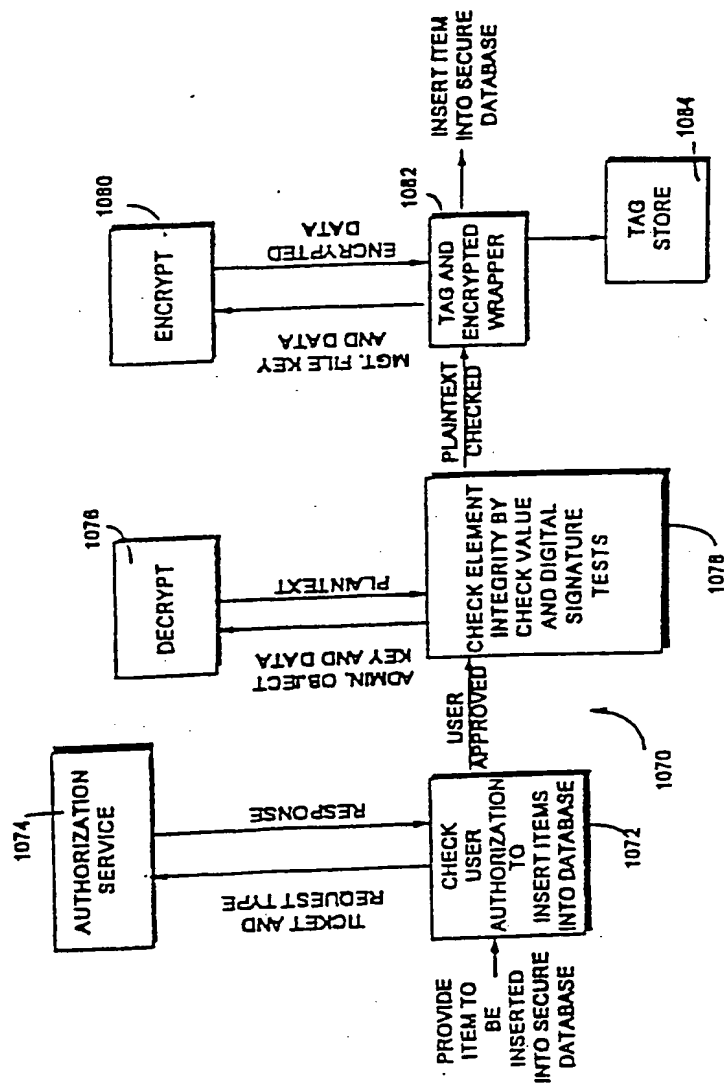 1074
AUTHORIZATION
SERVICE
TICKET AND
REQUEST TYPE
RESPONSE
PROVIDE
ITEM TO
BE
INSERTED
INTO SECURE
DATABASE
CHECK
USER
AUTHORIZATION
TO
INSERT ITEMS
INTO DATABASE
1072
USER
APPROVED
1070
1076
DECRYPT
ADMIN. OBJECT
KEY AND DATA
PLAINTEXT
CHECK ELEMENT
INTEGRITY BY
CHECK VALUE
AND DIGITAL
SIGNATURE
TESTS
1078
PLAINTEXT
CHECKED
1080
ENCRYPT
MGT. FILE KEY
AND DATA
ENCRYPTED
DATA
1082
TAG AND
ENCRYPTED
WRAPPER
INSERT ITEM
INTO SECURE
DATABASE
TAG
STORE
1084